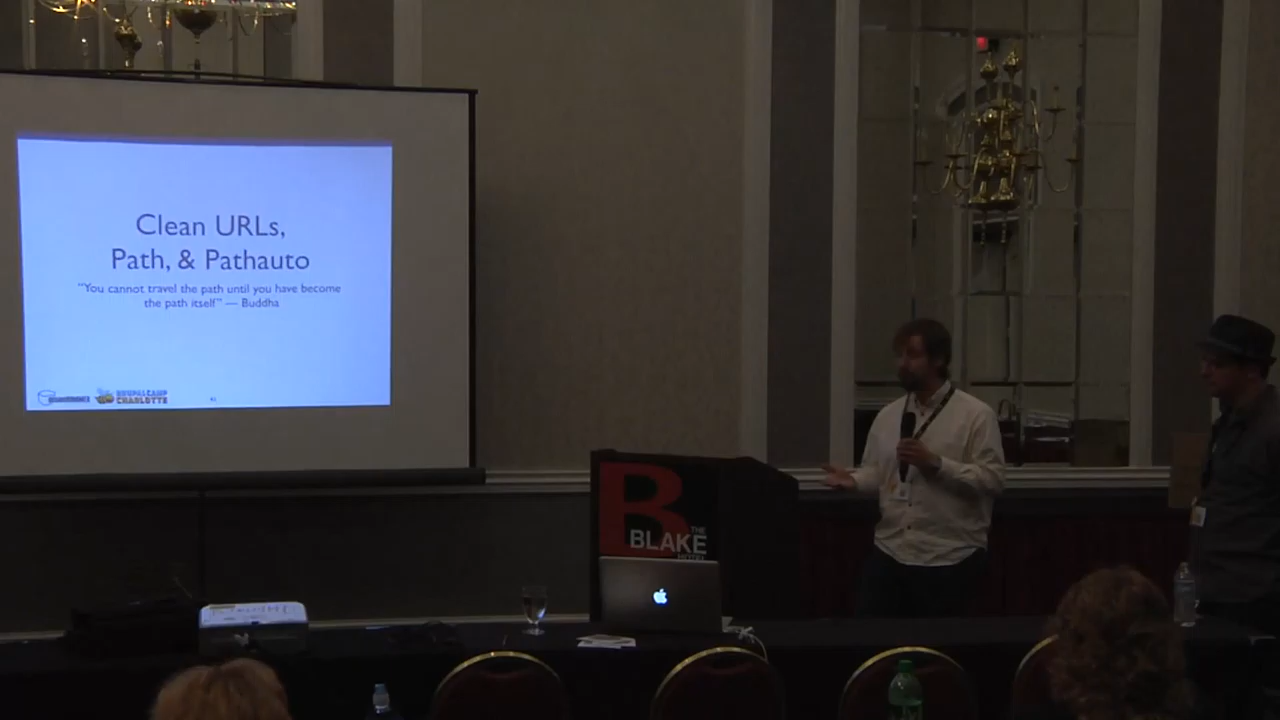 Clean URLs,
Path, & Pathauto
“You cannot travel the path until you have become
the path itself” — Buddha
DRUPALCAMP
CHARLOTTE
B
THE
BLAKE
HOTEL